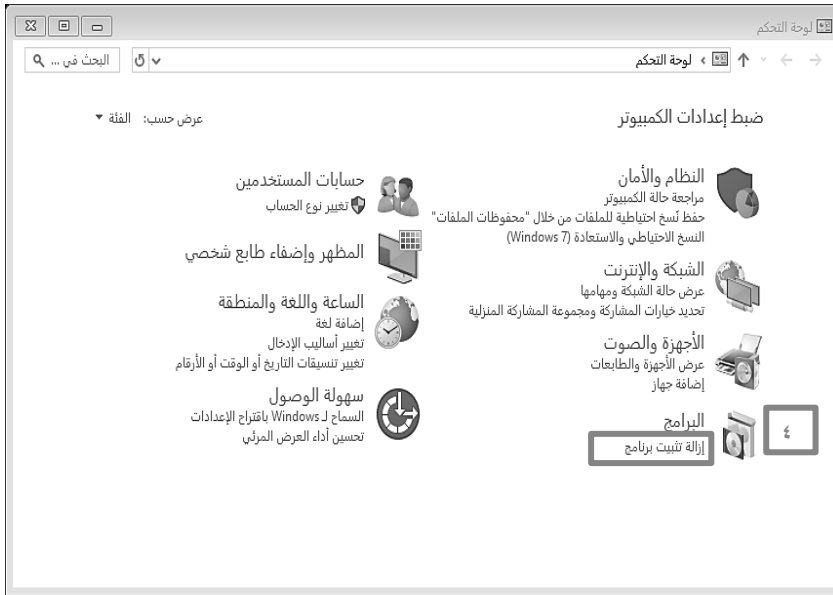 لوحة التحكم
لوحة التحكم
البحث في ...
ضبط إعدادات الكمبيوتر
عرض حسب: الفئة
النظام والأمان
مراجعة حالة الكمبيوتر
حفظ نُسخ احتياطية للملفات من خلال "محفوظات الملفات"
النسخ الاحتياطي والاستعادة (Windows 7)
الشبكة والإنترنت
عرض حالة الشبكة ومهامها
تحديد خيارات المشاركة ومجموعة المشاركة المنزلية
الأجهزة والصوت
عرض الأجهزة والطابعات
إضافة جهاز
٤
البرامج
إزالة تثبيت برنامج
حسابات المستخدمين
تغيير نوع الحساب
المظهر وإضفاء طابع شخصي
الساعة واللغة والمنطقة
إضافة لغة
تغيير أساليب الإدخال
تغيير تنسيقات التاريخ أو الوقت أو الأرقام
سهولة الوصول
السماح لـ Windows باقتراح الإعدادات
تحسين أداء العرض المرئي